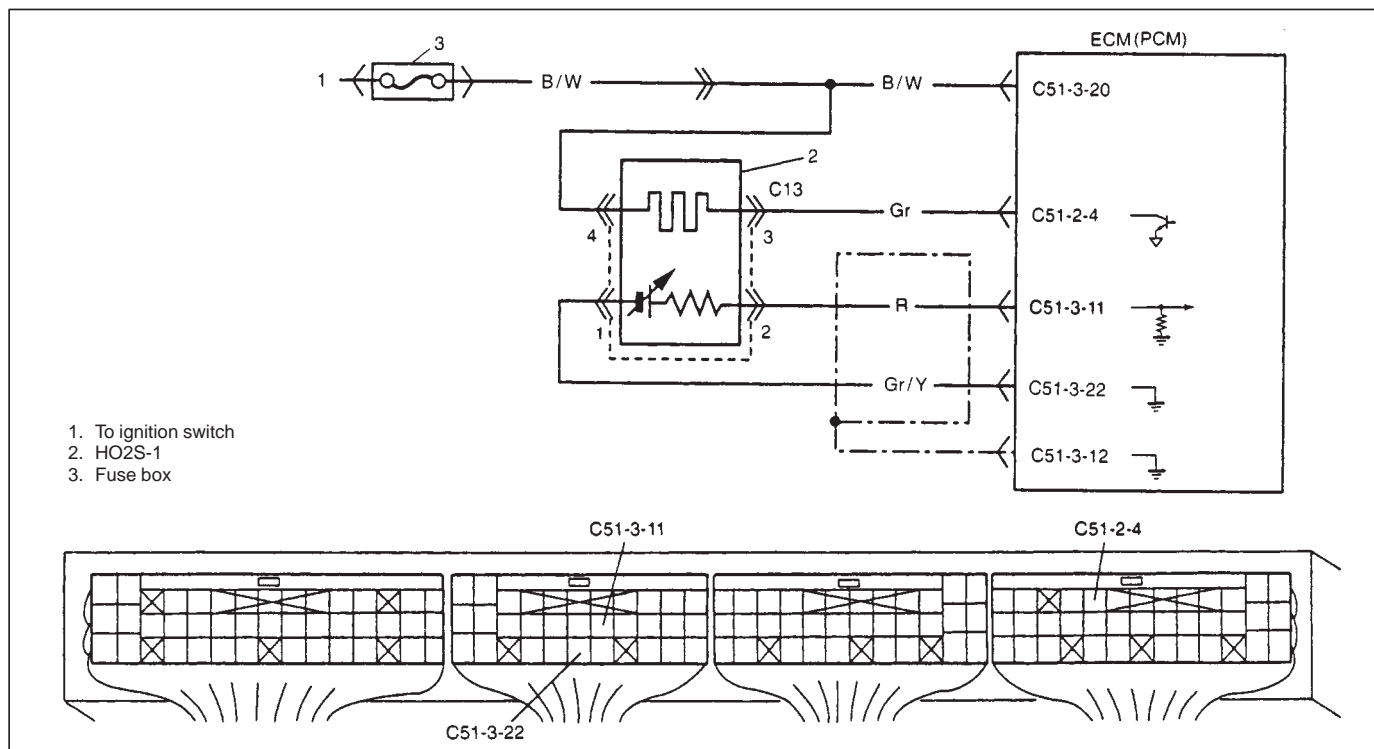 ECM(PCM)
3
1
B/W
B/W
C51-3-20
2
C13
4
3
Gr
C51-2-4
1
2
R
C51-3-11
Gr/Y
C51-3-22
C51-3-12
1. To ignition switch
2. HO2S-1
3. Fuse box
C51-3-11
C51-2-4
C51-3-22